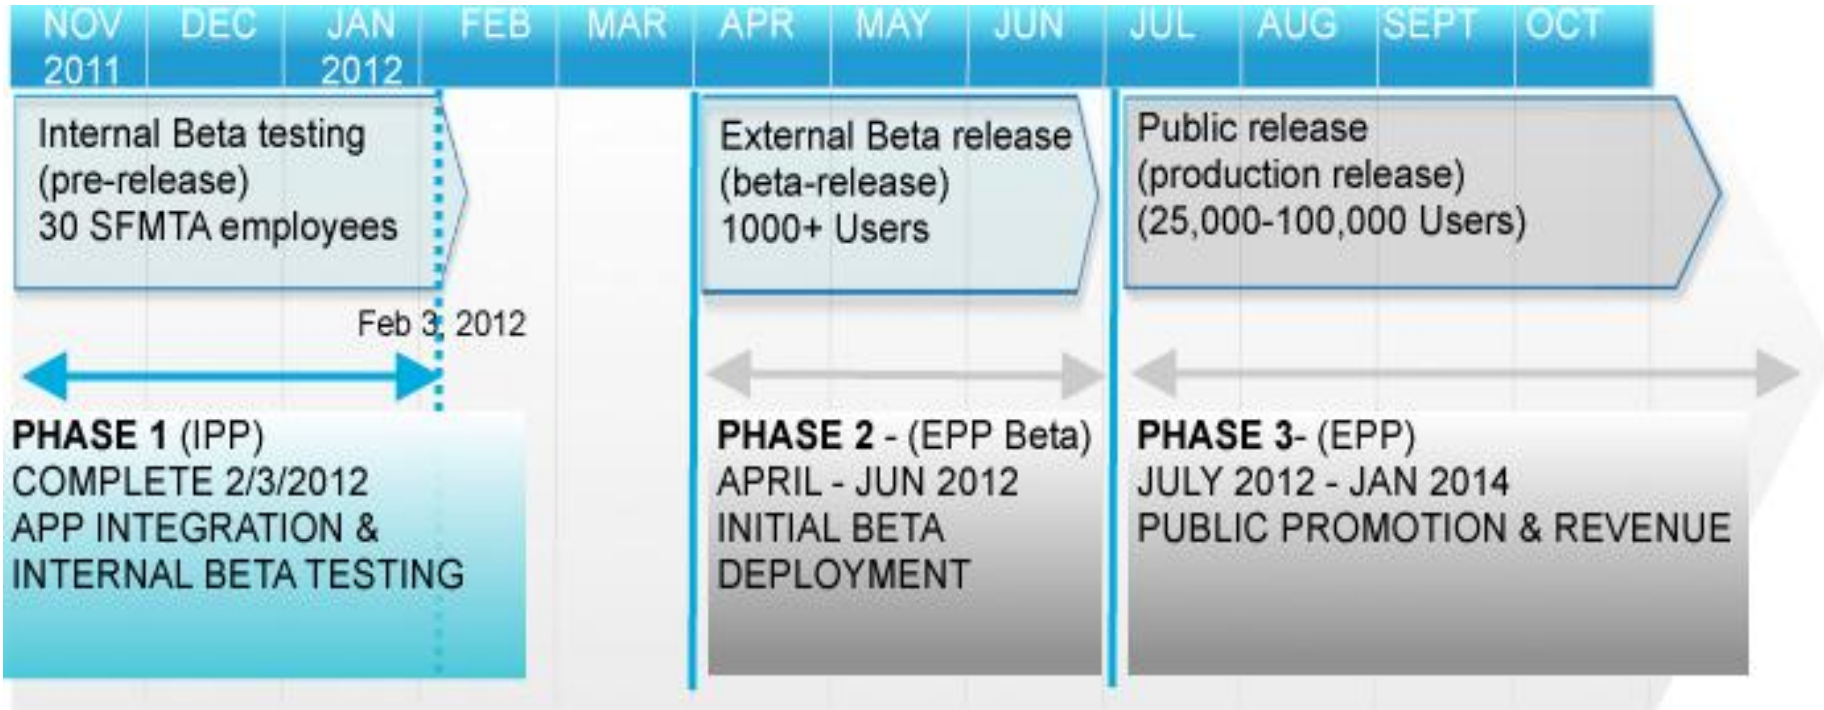 NOV DEC JAN FEB MAR APR MAY JUN JUL AUG SEPT OCT
2011 2012
Internal Beta testing
(pre-release)
30 SFMTA employees
External Beta release
(beta-release)
1000+ Users
Public release
(production release)
(25,000-100,000 Users)
Feb 3, 2012
PHASE 1 (IPP)
COMPLETE 2/3/2012
APP INTEGRATION &
INTERNAL BETA TESTING
PHASE 2 - (EPP Beta)
APRIL - JUN 2012
INITIAL BETA
DEPLOYMENT
PHASE 3- (EPP)
JULY 2012 - JAN 2014
PUBLIC PROMOTION & REVENUE